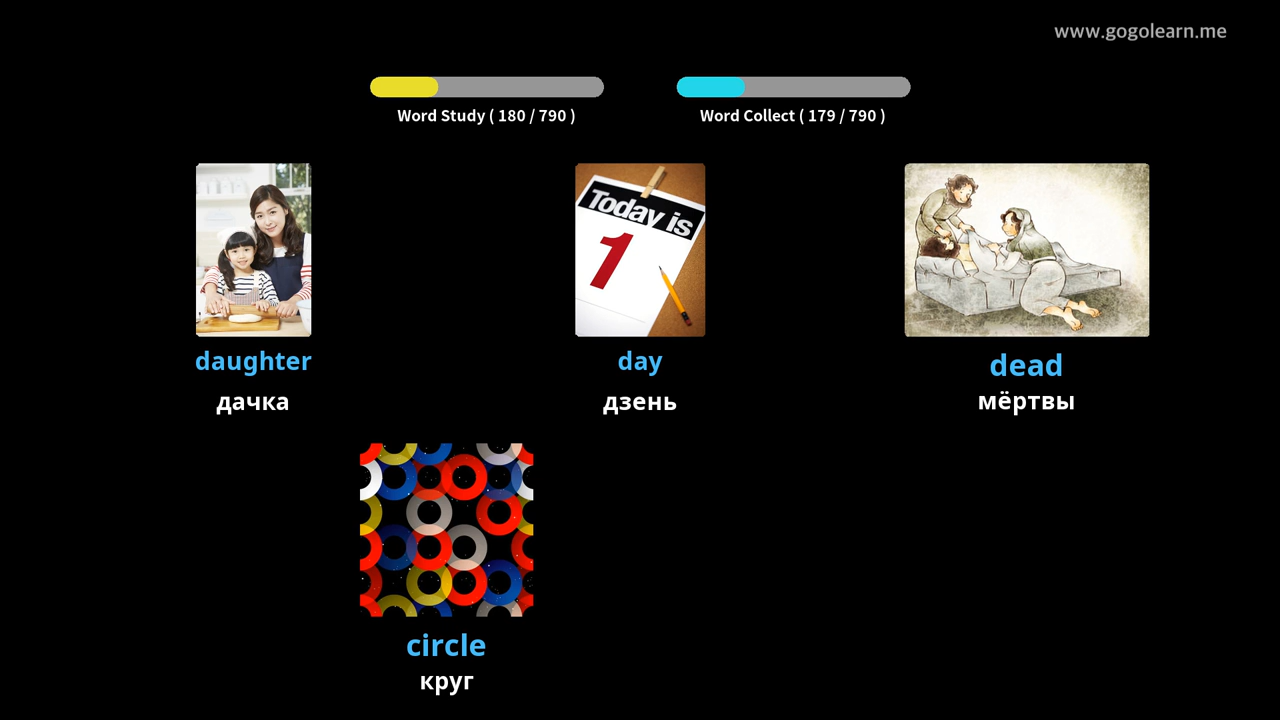 www.gogolearn.me
Word Study ( 180 / 790 )
Word Collect ( 179 / 790 )
Today is
1
daughter
day
dead
дачка
дзень
мёртвы
circle
круг